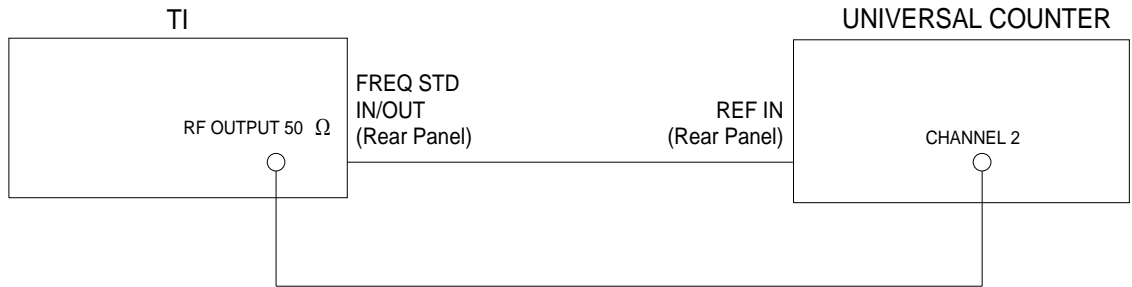 TI
UNIVERSAL COUNTER
FREQ STD
IN/OUT
(Rear Panel)
REF IN
(Rear Panel)
RF OUTPUT 50 Ω
CHANNEL 2